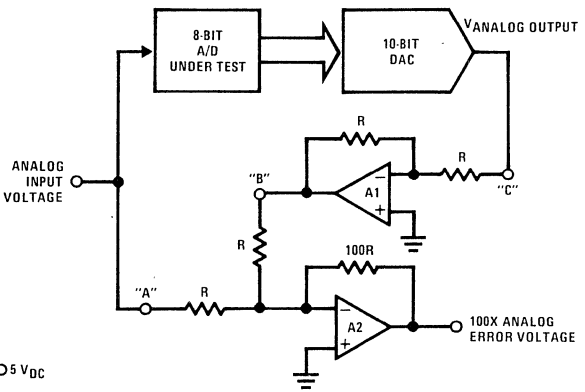 8-BIT
A/D
UNDER TEST
10-BIT
DAC
VANALOG OUTPUT
ANALOG
INPUT
VOLTAGE
R
R
"B"
A1
−
+
"C"
R
100R
"A"
R
A2
−
+
100X ANALOG
ERROR VOLTAGE
5 VDC